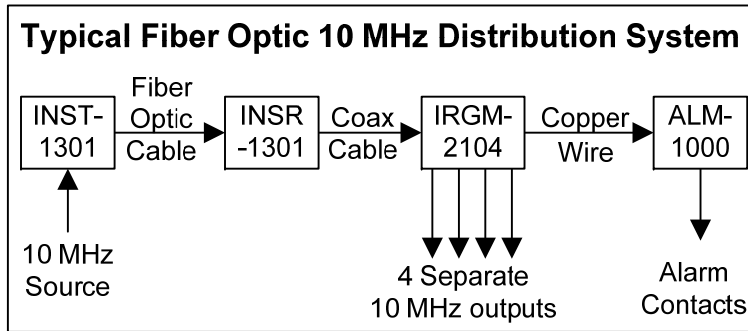 Typical Fiber Optic 10 MHz Distribution System
INST-
1301
Fiber
Optic
Cable
INSR
-1301
Coax
Cable
IRGM-
2104
Copper
Wire
ALM-
1000
10 MHz
Source
4 Separate
10 MHz outputs
Alarm
Contacts